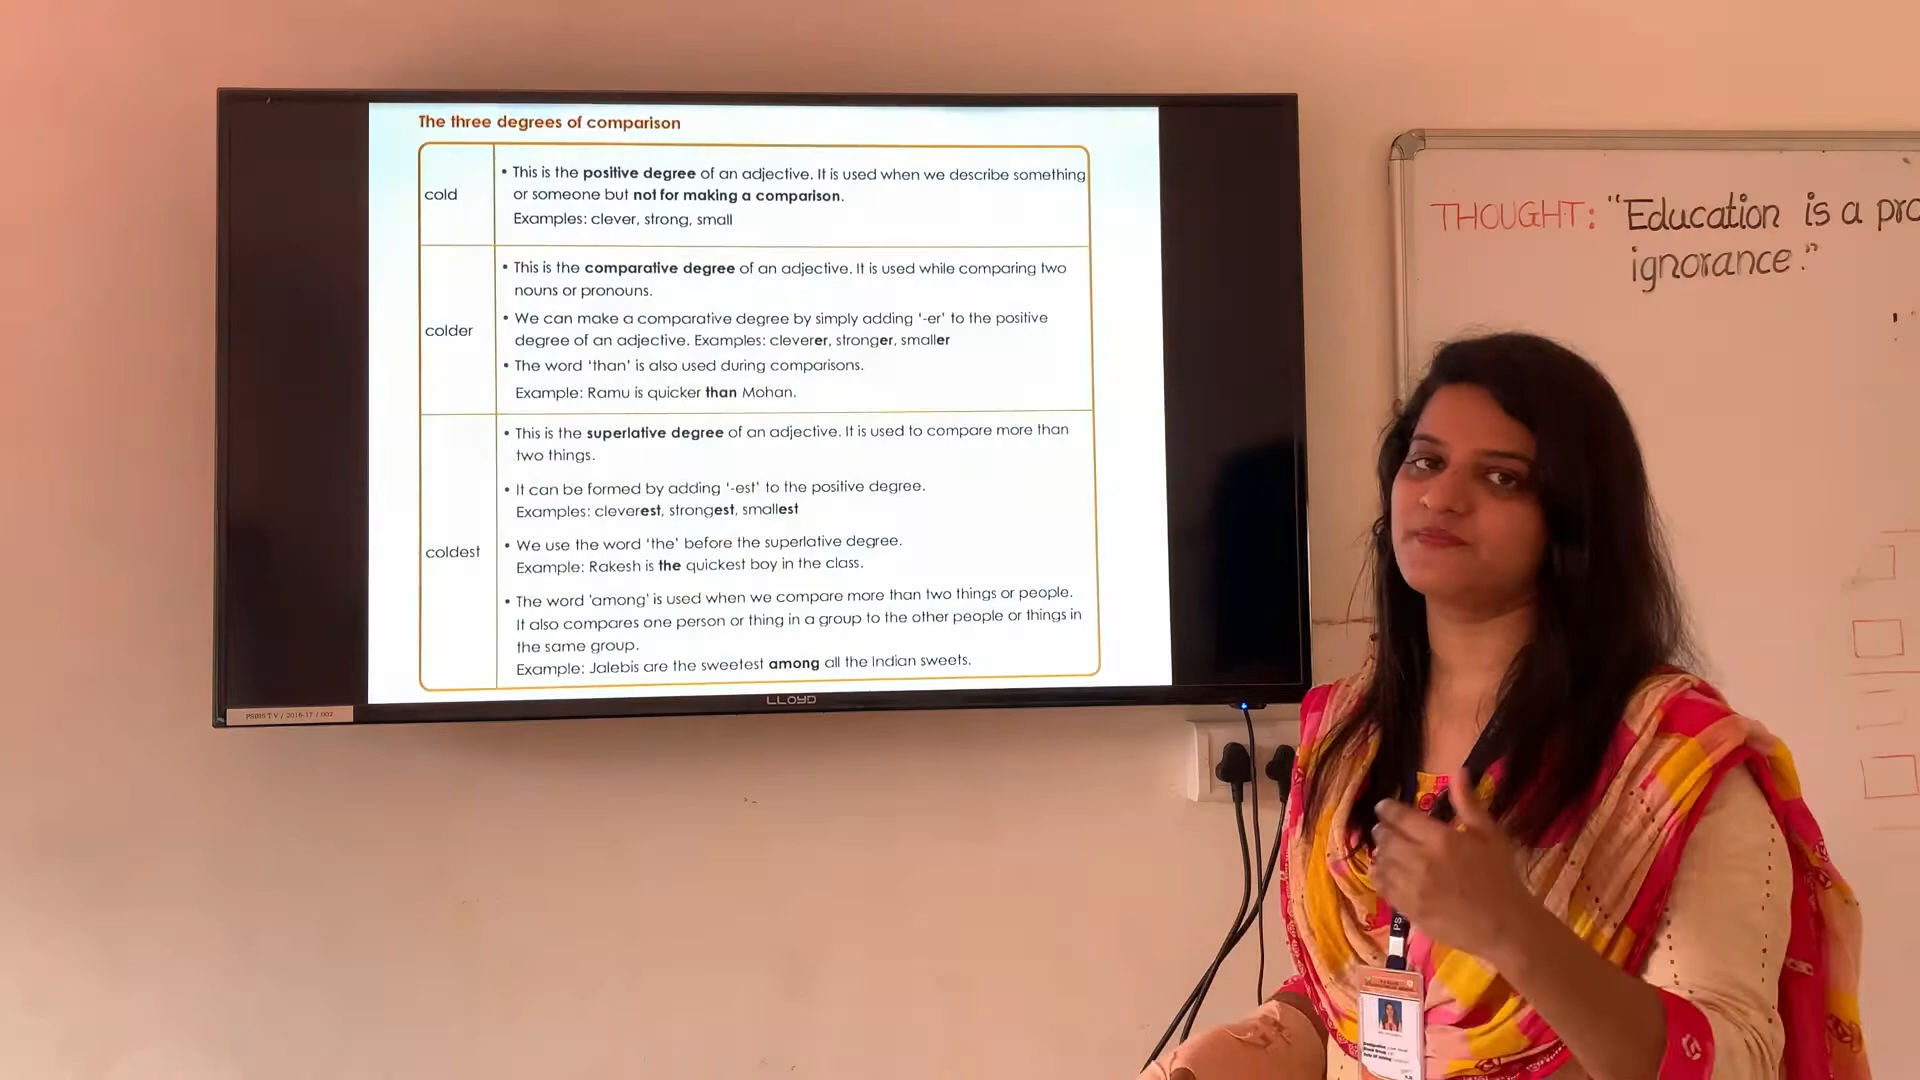 The three degrees of comparison
cold
• This is the positive degree of an adjective. It is used when we describe something
or someone but not for making a comparison.
Examples: clever, strong, small
colder
• This is the comparative degree of an adjective. It is used while comparing two
nouns or pronouns.
• We can make a comparative degree by simply adding ‘-er’ to the positive
degree of an adjective. Examples: cleverer, stronger, smaller
• The word ‘than’ is also used during comparisons.
Example: Ramu is quicker than Mohan.
coldest
• This is the superlative degree of an adjective. It is used to compare more than
two things.
• It can be formed by adding ‘-est’ to the positive degree.
Examples: cleverest, strongest, smallest
• We use the word ‘the’ before the superlative degree.
Example: Rakesh is the quickest boy in the class.
• The word 'among' is used when we compare more than two things or people.
It also compares one person or thing in a group to the other people or things in
the same group.
Example: Jalebis are the sweetest among all the Indian sweets.
LLOYD
PSBIS T V / 2016-17 / 002
THOUGHT: "Education is a pro
ignorance."
PS